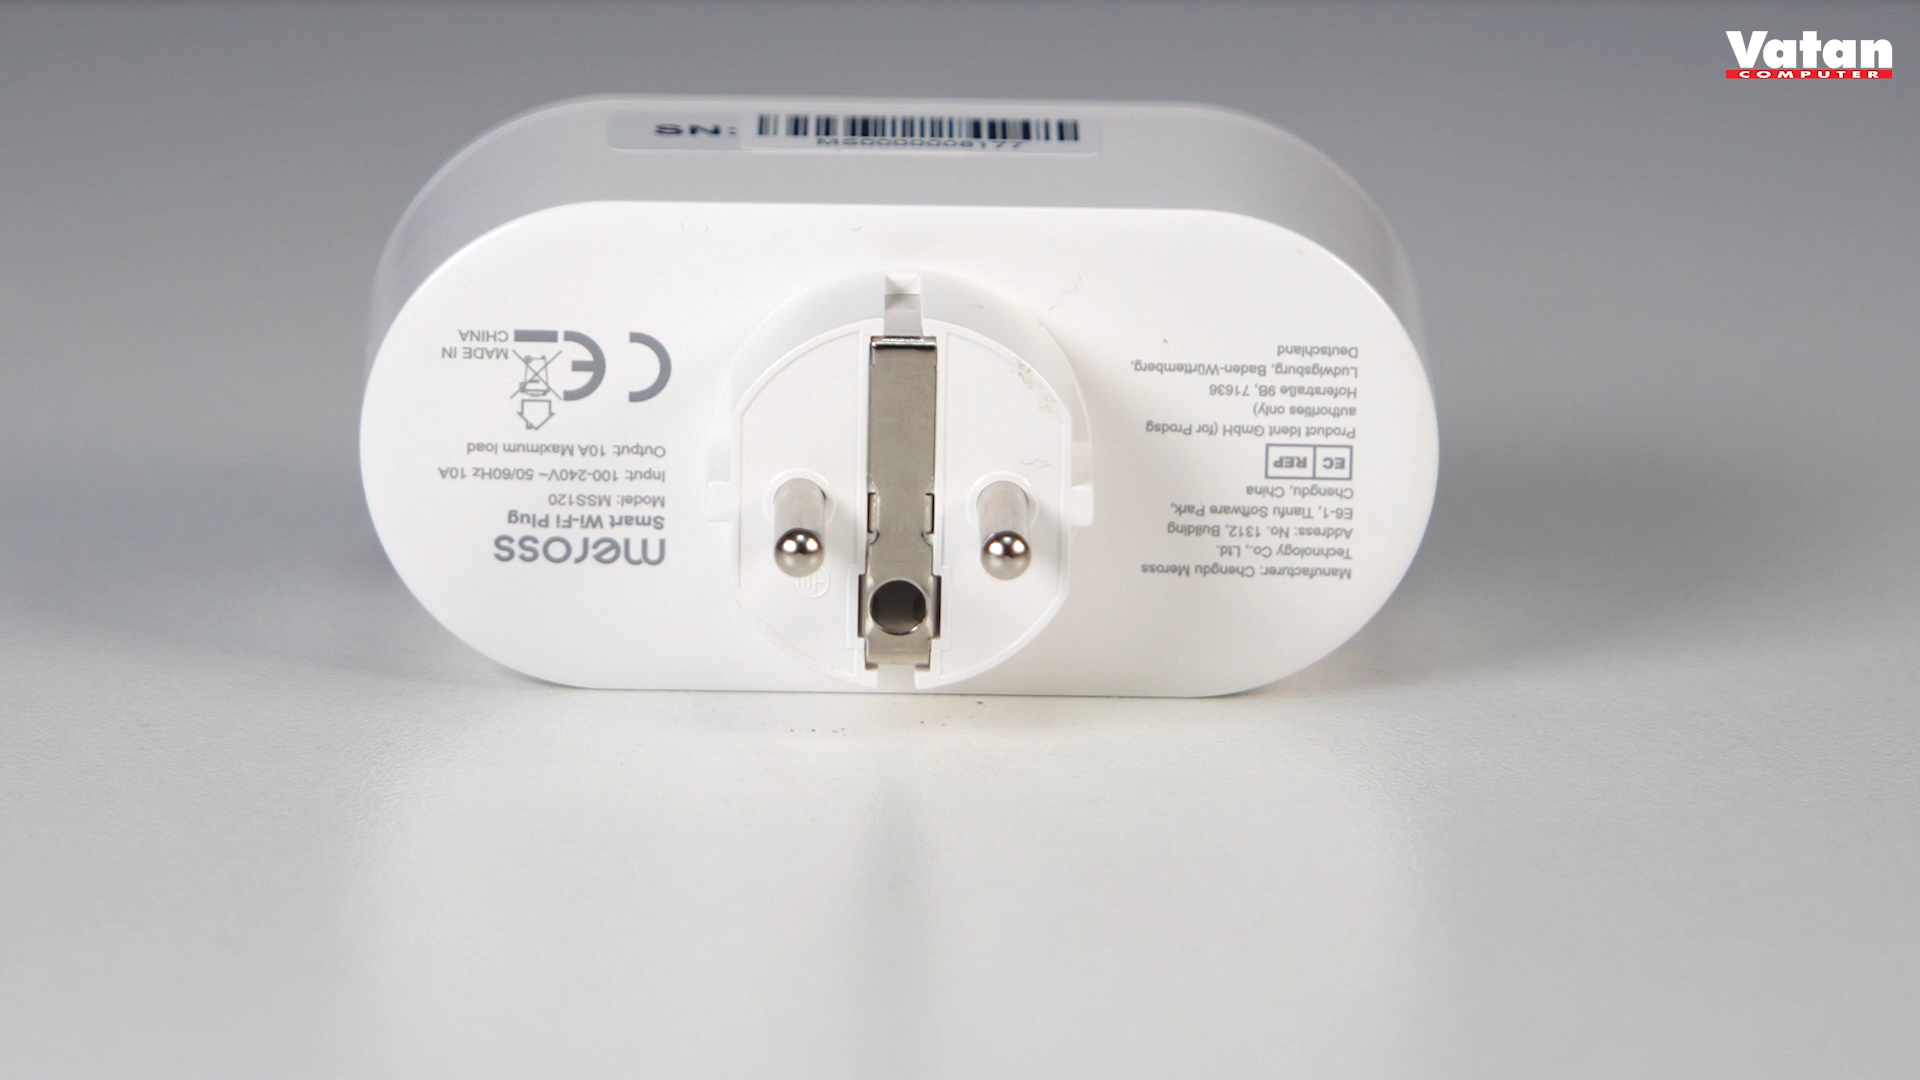 Vatan
COMPUTER
SN:
MS0000006177
meross
Smart Wi-Fi Plug
Model: MSS120
Input: 100-240V~ 50/60Hz 10A
Output: 10A Maximum load
CE
MADE IN
CHINA
Manufacturer: Chengdu Meross
Technology Co., Ltd.
Address: No. 1312, Building
E6-1, Tianfu Software Park,
Chengdu, China
EC REP
Product Ident GmbH (for Prodsg
authorities only)
Hoferstraße 9B, 71636
Ludwigsburg, Baden-Württemberg,
Deutschland